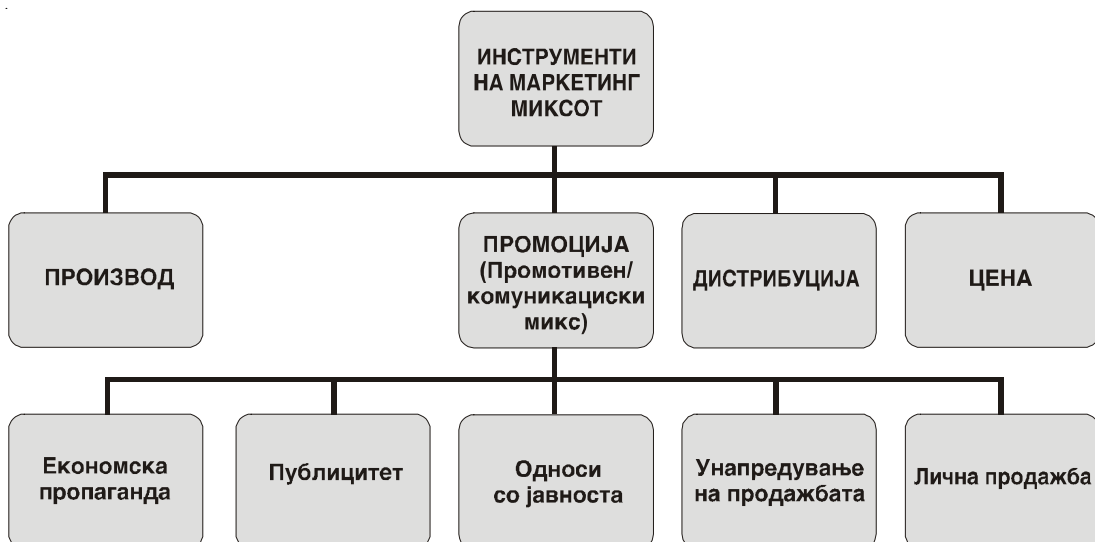 ИНСТРУМЕНТИ
НА МАРКЕТИНГ
МИКСОТ
ПРОИЗВОД
ПРОМОЦИЈА
(Промотивен/
комуникациски
микс)
ДИСТРИБУЦИЈА
ЦЕНА
Економска
пропаганда
Публицитет
Односи
со јавноста
Унапредување
на продажбата
Лична продажба